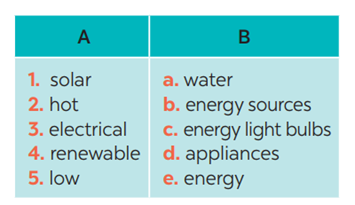 A B
1. solar a. water
2. hot b. energy sources
3. electrical c. energy light bulbs
4. renewable d. appliances
5. low e. energy